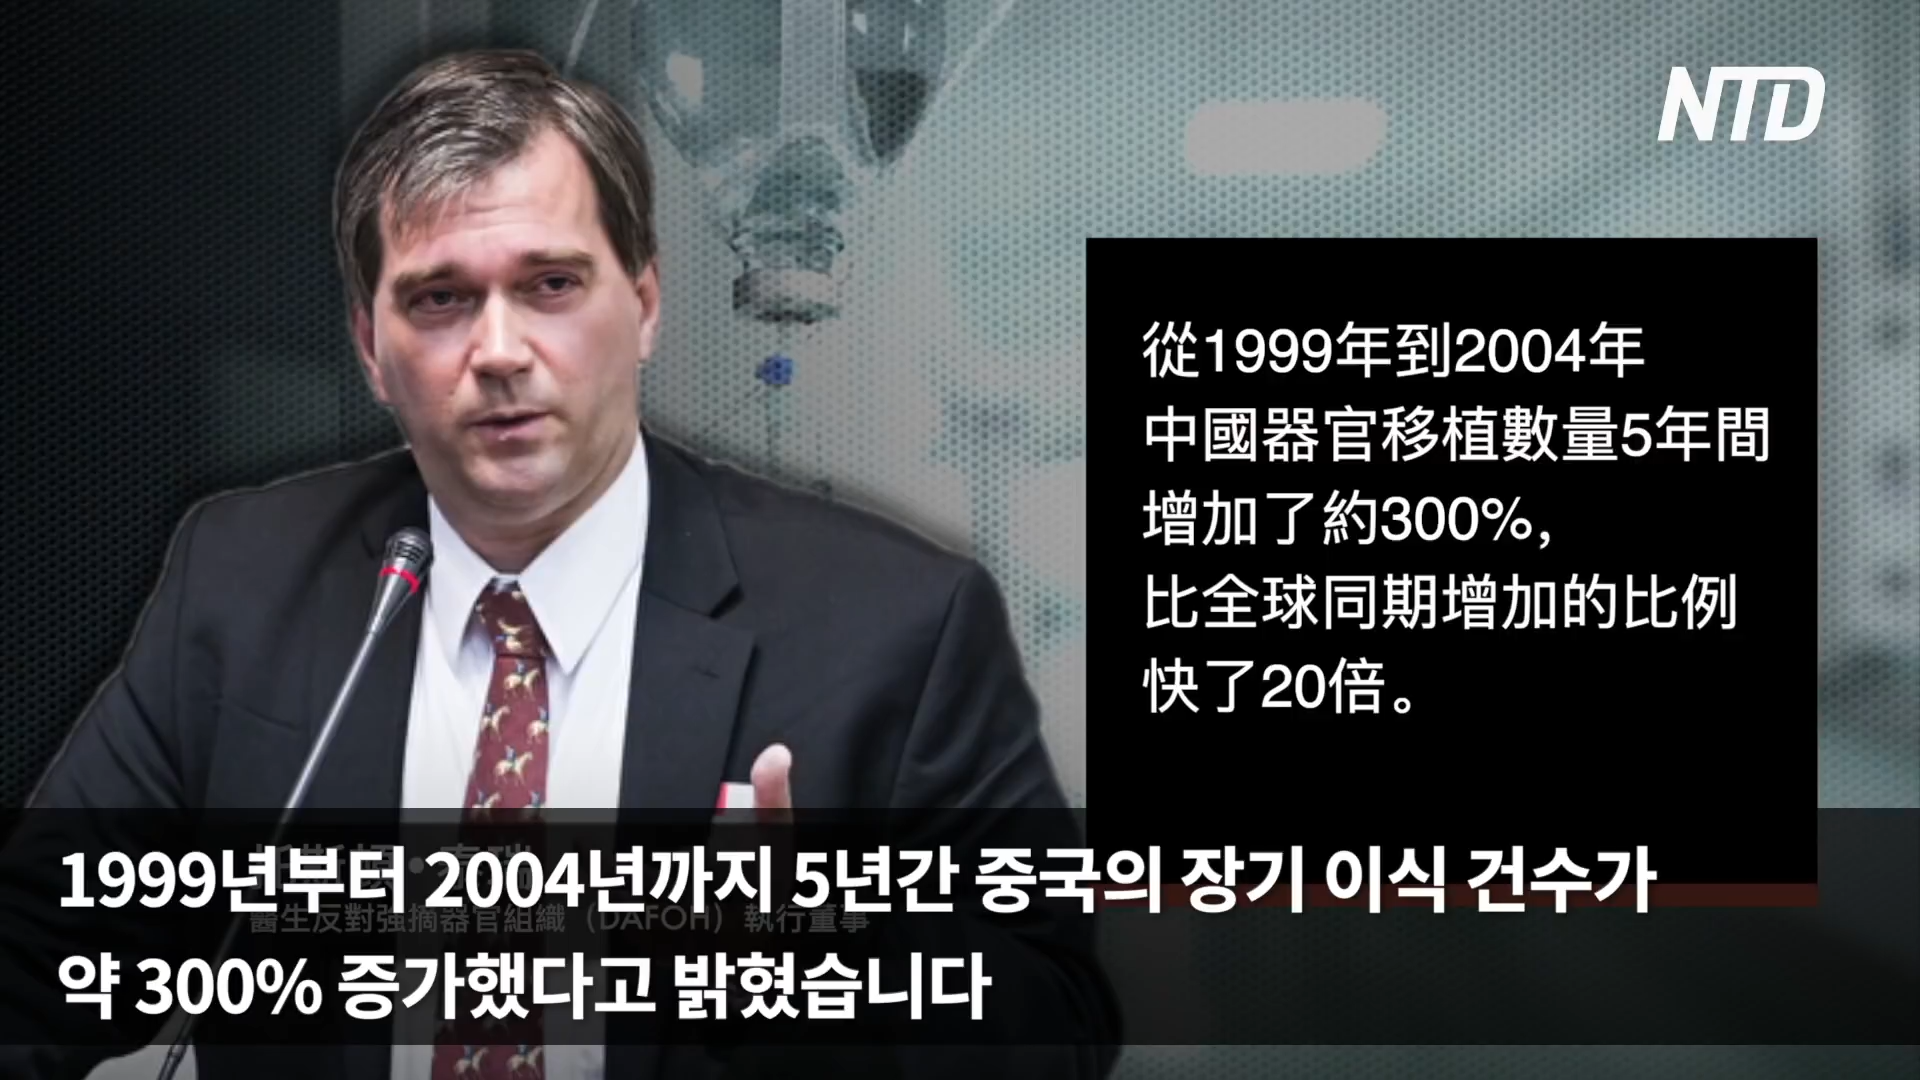 NTD
從1999年到2004年
中國器官移植數量5年間
增加了約300%,
比全球同期增加的比例
快了20倍。
1999년부터 2004년까지 5년간 중국의 장기 이식 건수가
醫生反對強摘器官組織（DAFOH）執行董事
약 300% 증가했다고 밝혔습니다